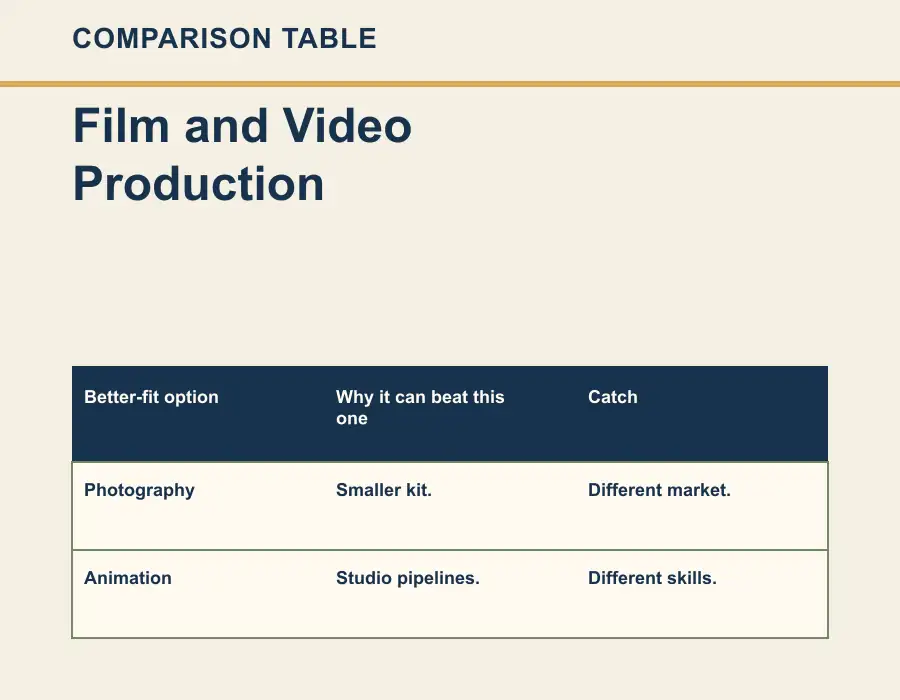 COMPARISON TABLE
Film and Video
Production
Better-fit option
Why it can beat this
one
Catch
Photography
Smaller kit.
Different market.
Animation
Studio pipelines.
Different skills.